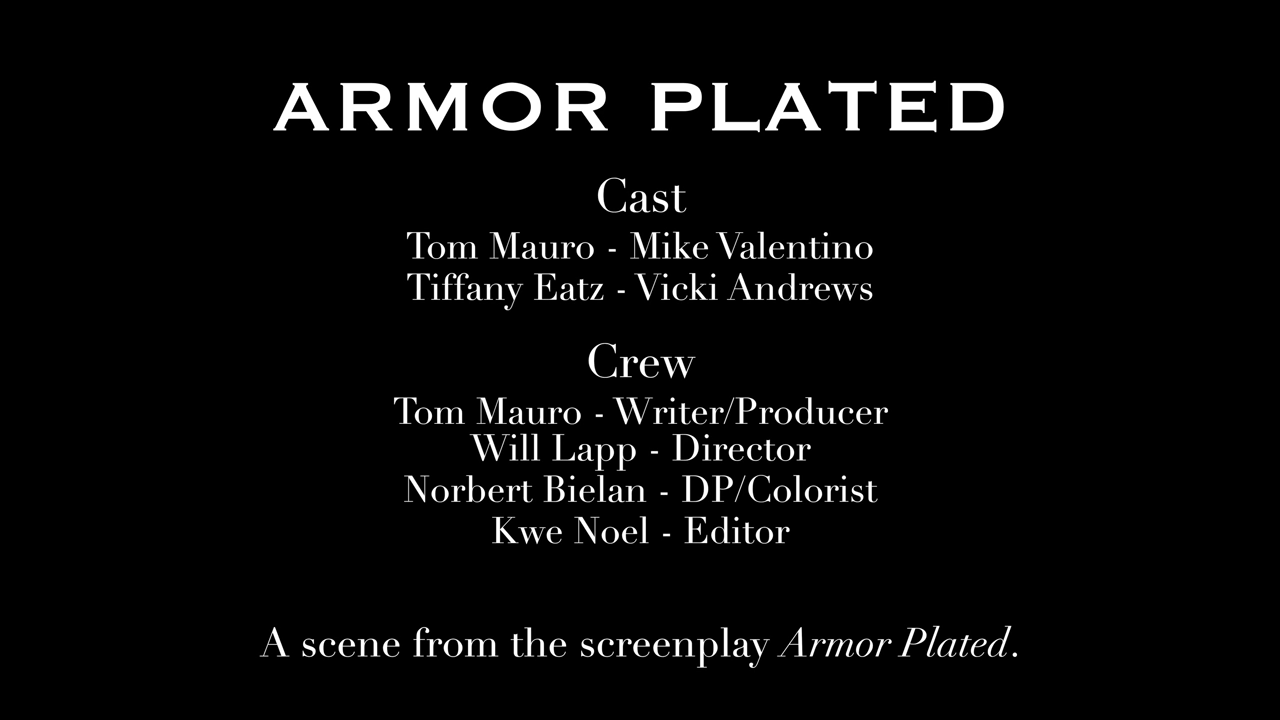 ARMOR PLATED
Cast
Tom Mauro - Mike Valentino
Tiffany Eatz - Vicki Andrews
Crew
Tom Mauro - Writer/Producer
Will Lapp - Director
Norbert Bielan - DP/Colorist
Kwe Noel - Editor
A scene from the screenplay Armor Plated.